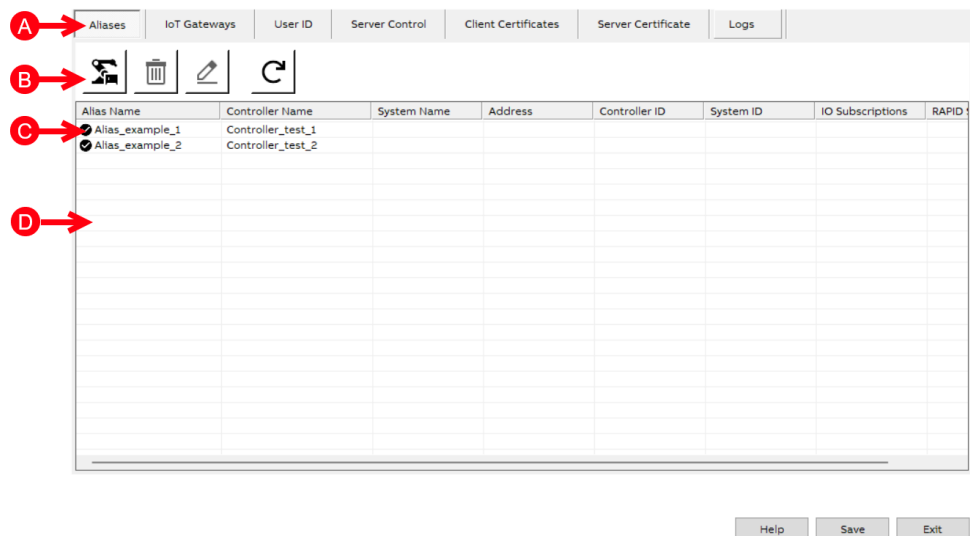 A Aliases IoT Gateways User ID Server Control Client Certificates Server Certificate Logs
B
Alias Name Controller Name System Name Address Controller ID System ID IO Subscriptions RAPID
C Alias_example_1 Controller_test_1
Alias_example_2 Controller_test_2
D
Help Save Exit